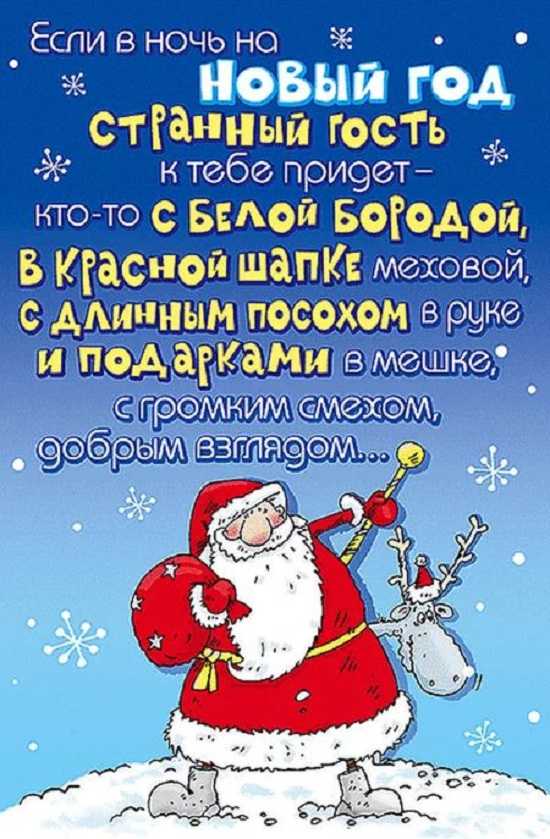 Если в ночь на
НОВЫЙ ГОД
СТРАННЫЙ ГОСТЬ
к тебе придет –
кто-то С БЕЛОЙ БОРОДОЙ,
В КРАСНОЙ ШАПКЕ меховой,
С ДЛИННЫМ ПОСОХОМ в руке
И ПОДАРКАМИ в мешке,
с громким смехом,
добрым взглядом...